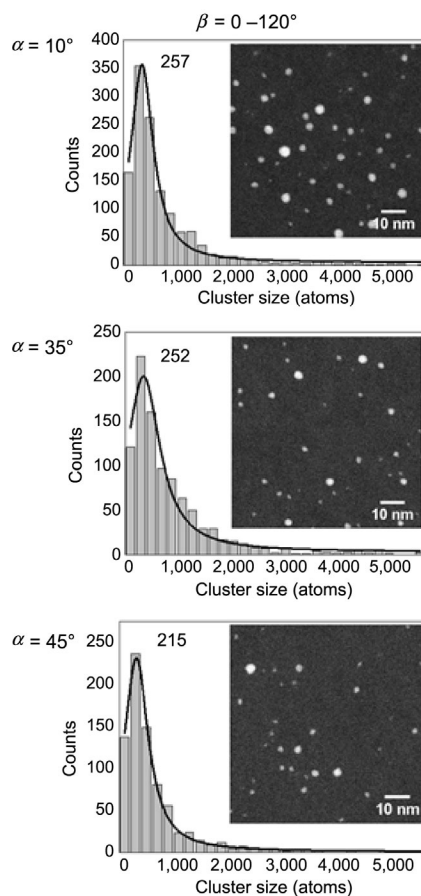 β = 0 –120°
α = 10°
400
350
300
250
200
150
100
50
0
Counts
257
10 nm
0 1,000 2,000 3,000 4,000 5,000
Cluster size (atoms)
α = 35°
250
200
150
100
50
0
Counts
252
10 nm
0 1,000 2,000 3,000 4,000 5,000
Cluster size (atoms)
α = 45°
250
200
150
100
50
0
Counts
215
10 nm
0 1,000 2,000 3,000 4,000 5,000
Cluster size (atoms)